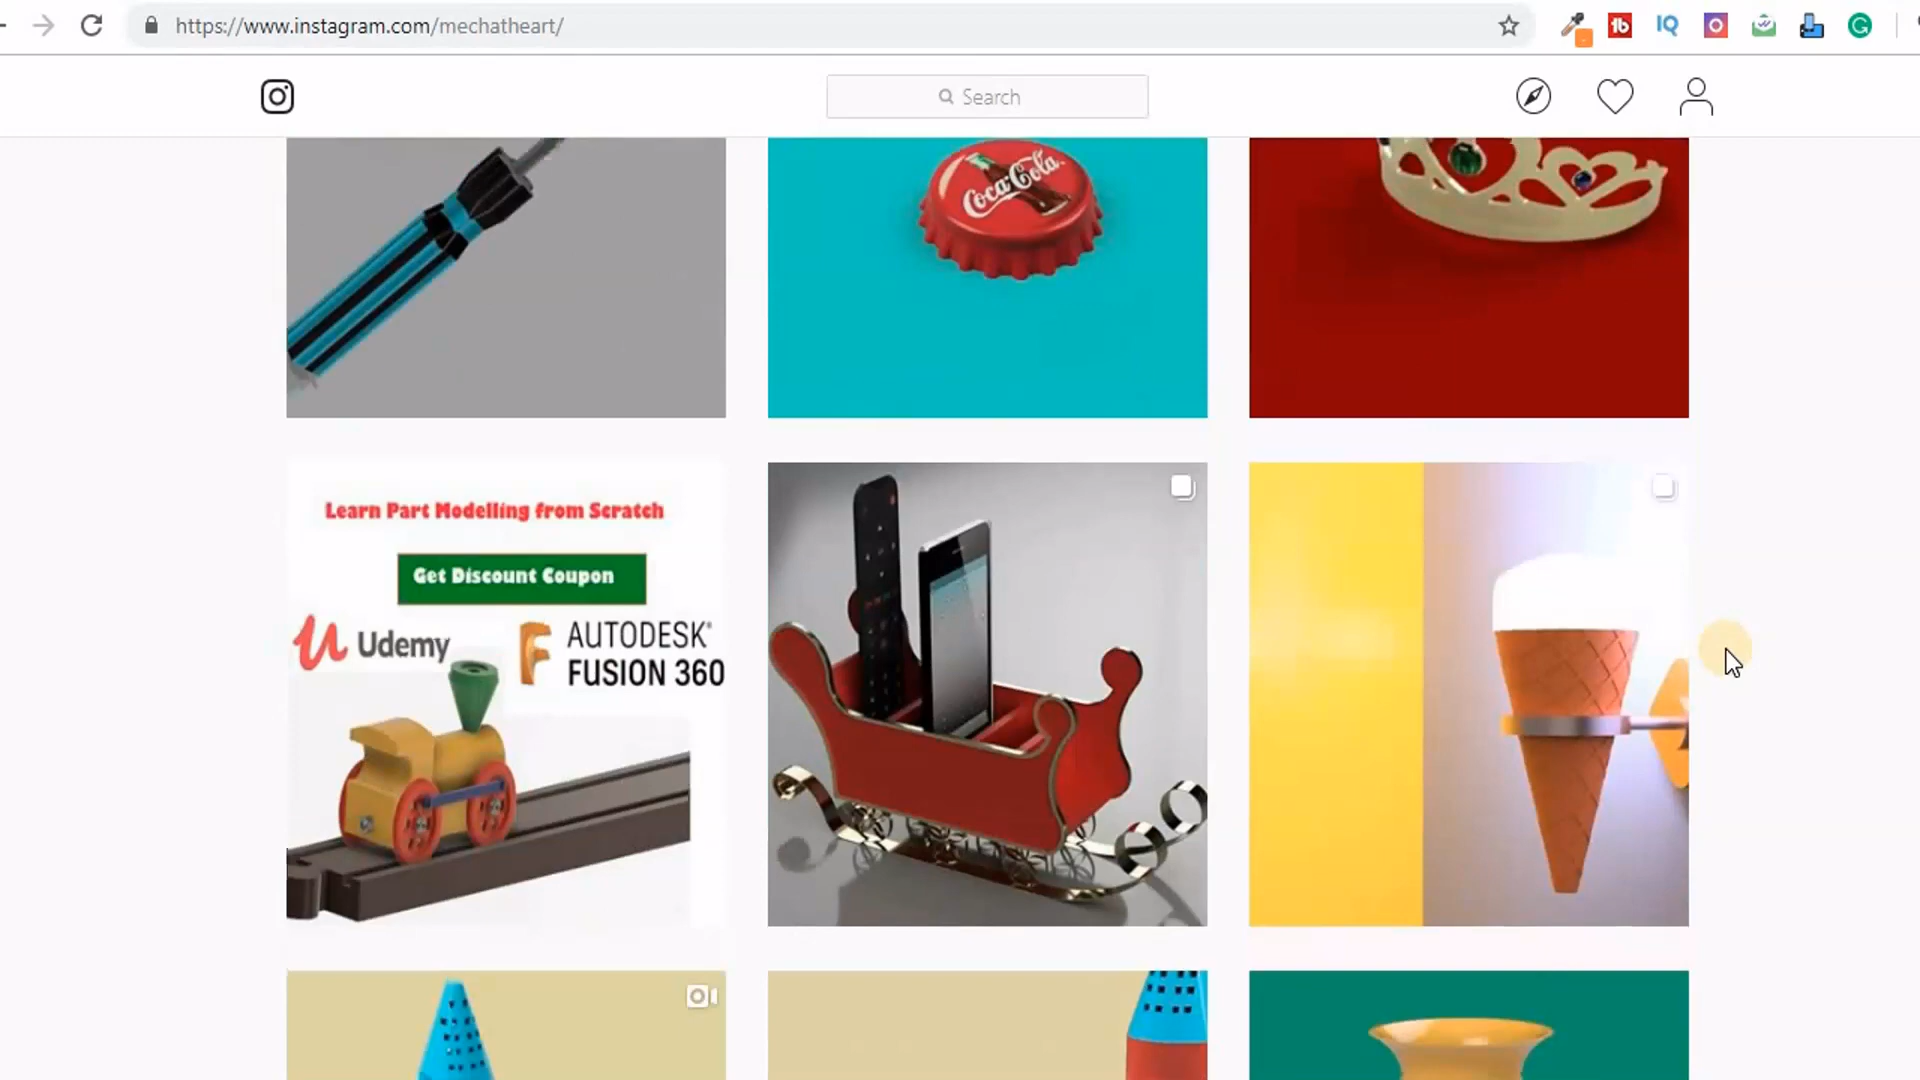 https://www.instagram.com/mechatheart/
Search
Coca-Cola
Learn Part Modelling from Scratch
Get Discount Coupon
Udemy
AUTODESK®
FUSION 360